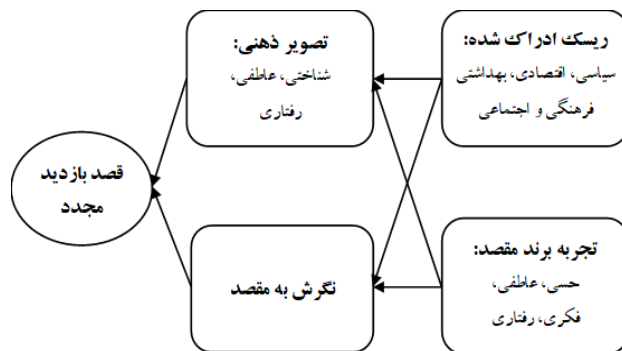 ریسک ادراک شده:
سیاسی، اقتصادی، بهداشتی
فرهنگی و اجتماعی
تصویر ذهنی:
شناختی، عاطفی،
رفتاری
تجربه برند مقصد:
حسی، عاطفی،
فکری، رفتاری
نگرش به مقصد
قصد بازدید
مجدد